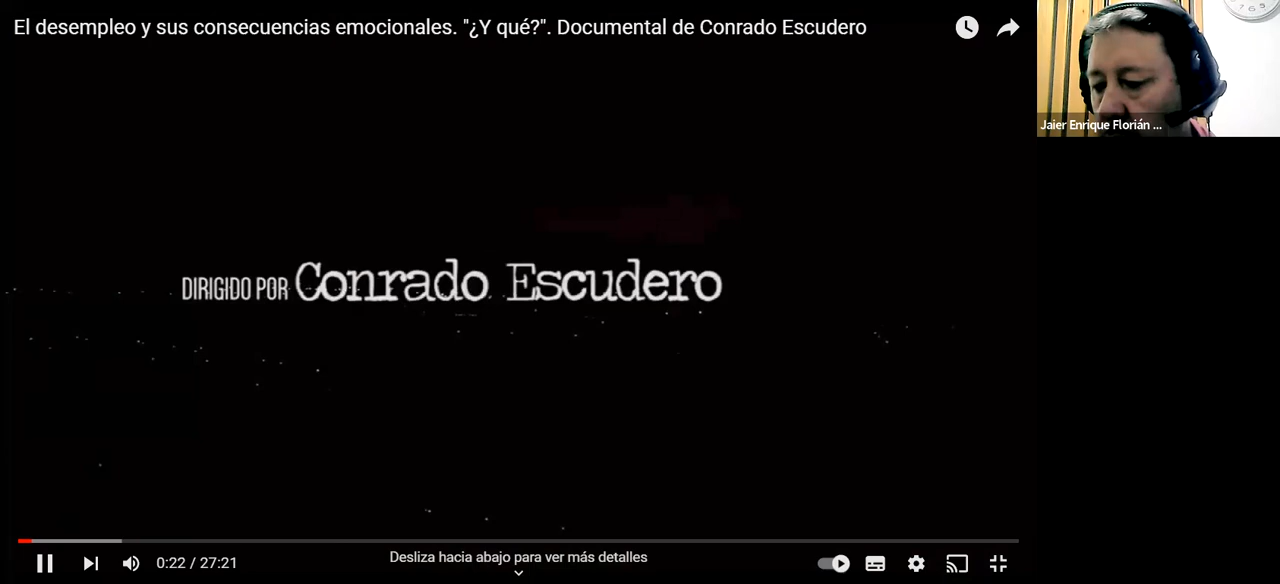 El desempleo y sus consecuencias emocionales. "¿Y qué?". Documental de Conrado Escudero
Jaier Enrique Florián ...
DIRIGIDO POR Conrado Escudero
0:22 / 27:21
Desliza hacia abajo para ver más detalles